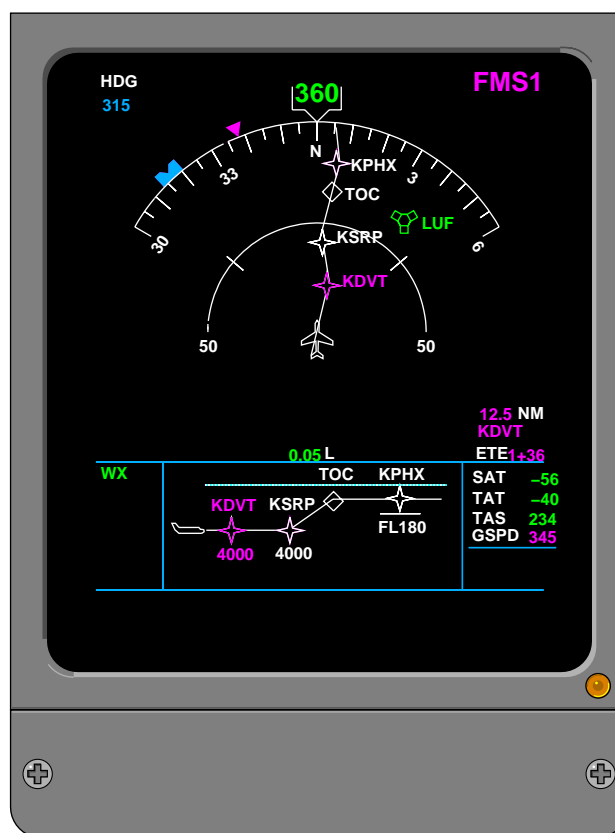 HDG
315
360
FMS1
N
33
3
30
6
KPHX
TOC
LUF
KSRP
KDVT
50
50
12.5 NM
KDVT
0.05 L
ETE 1+36
WX
TOC KPHX
SAT -56
KDVT KSRP
TAT -40
TAS 234
FL180
GSPD 345
4000 4000